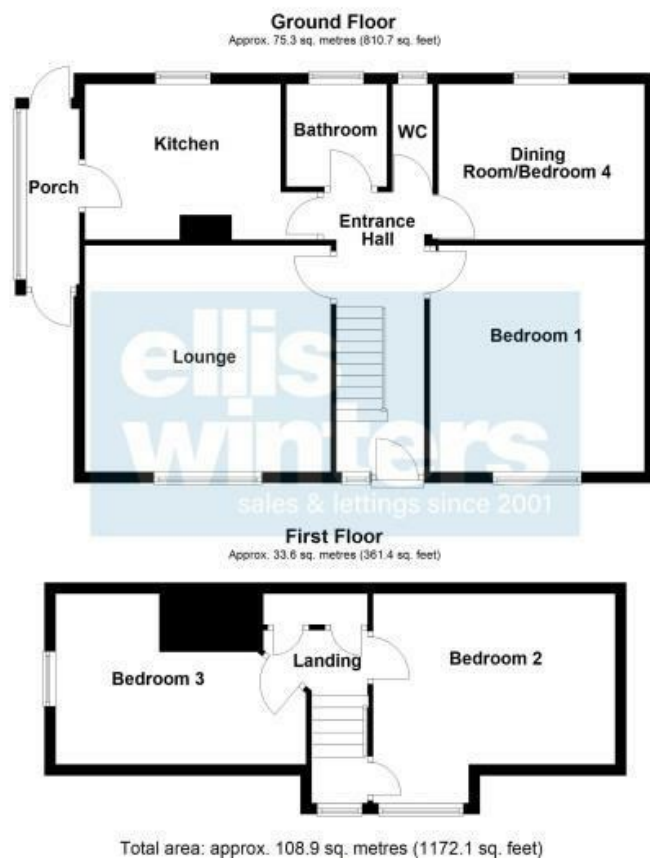 Ground Floor
Approx. 75.3 sq. metres (810.7 sq. feet)
Kitchen
Bathroom
WC
Dining
Room/Bedroom 4
Porch
Entrance
Hall
Lounge
Bedroom 1
ellis
winters
sales & lettings since 2001
First Floor
Approx. 33.6 sq. metres (361.4 sq. feet)
Bedroom 3
Landing
Bedroom 2
Total area: approx. 108.9 sq. metres (1172.1 sq. feet)